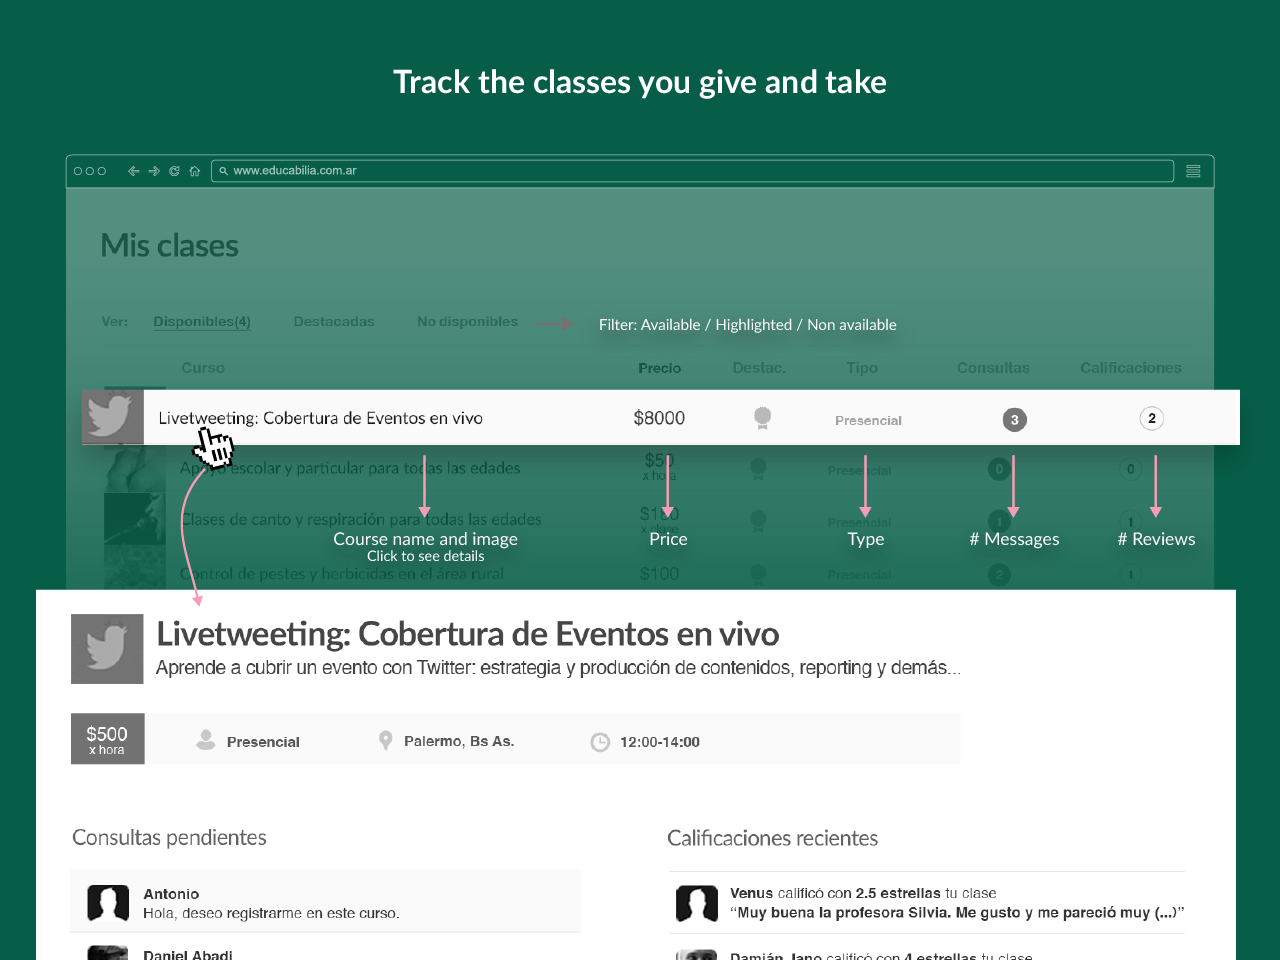 Track the classes you give and take
www.educabilia.com.ar
Mis clases
Ver: Disponibles(4) Destacadas No disponibles Filter: Available / Highlighted / Non available
Curso Precio Destac. Tipo Consultas Calificaciones
Livetweeting: Cobertura de Eventos en vivo $8000 Presencial 3 2
Apoyo escolar y particular para todas las edades $50 x hora Presencial 0 0
Clases de canto y respiración para todas las edades $180 x clase Presencial 1 1
Course name and image Price Type # Messages # Reviews
Click to see details
Control de pestes y herbicidas en el área rural $100 Presencial 2 1
Livetweeting: Cobertura de Eventos en vivo
Aprende a cubrir un evento con Twitter: estrategia y producción de contenidos, reporting y demás...
$500 Presencial Palermo, Bs As. 12:00-14:00
x hora
Consultas pendientes
Antonio
Hola, deseo registrarme en este curso.
Daniel Abadi
Calificaciones recientes
Venus calificó con 2.5 estrellas tu clase
“Muy buena la profesora Silvia. Me gusto y me pareció muy (...)”
Damián Jano calificó con 4 estrellas tu clase